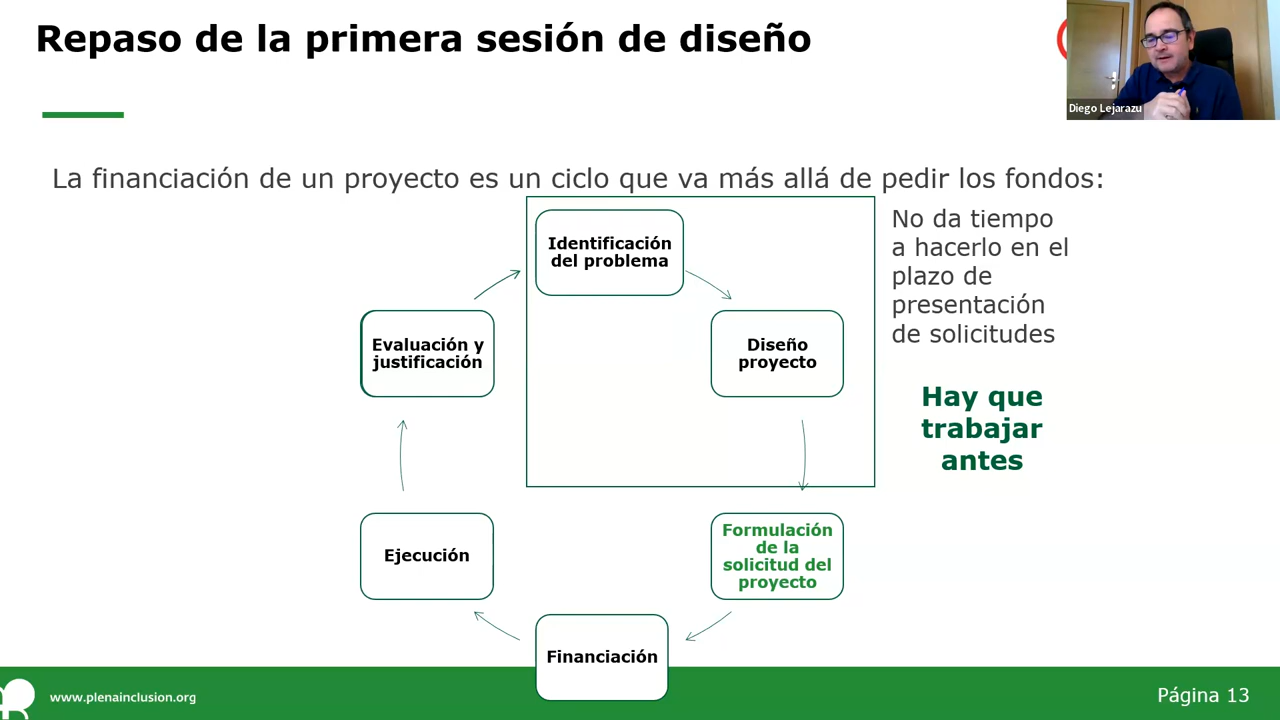 Repaso de la primera sesión de diseño
Diego Lejarazu
La financiación de un proyecto es un ciclo que va más allá de pedir los fondos:
Identificación
del problema
No da tiempo
a hacerlo en el
plazo de
presentación
de solicitudes
Evaluación y
justificación
Diseño
proyecto
Hay que
trabajar
antes
Ejecución
Formulación
de la
solicitud del
proyecto
Financiación
www.plenainclusion.org
Página 13